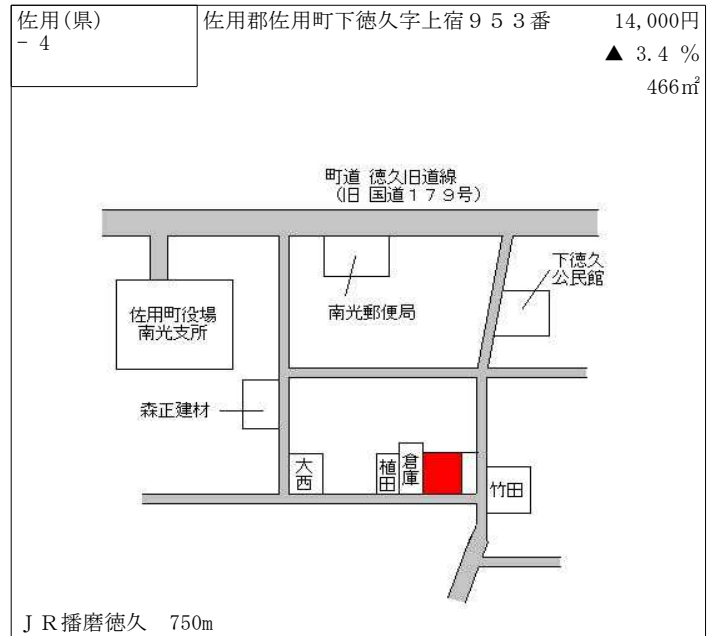 佐用(県)
- 4
佐用郡佐用町下徳久字上宿９５３番
14,000円
▲ 3.4 %
466㎡
町道 徳久旧道線
(旧 国道１７９号)
下徳久
公民館
佐用町役場
南光支所
南光郵便局
森正建材
大西
植田
倉庫
竹田
ＪＲ播磨徳久 750m